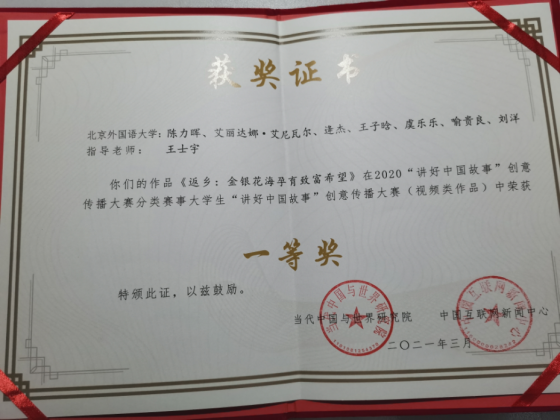 获奖证书
北京外国语大学：陈力晖、艾丽达娜·艾尼瓦尔、逄杰、王子晗、虞乐乐、喻贵良、刘洋
指导老师： 王士宇
你们的作品《返乡：金银花海孕育致富希望》在2020“讲好中国故事”创意
传播大赛分类赛事大学生“讲好中国故事”创意传播大赛（视频类作品）中荣获
一等奖
特颁此证，以兹鼓励。
当代中国与世界研究院 中国互联网新闻中心
二〇二一年三月